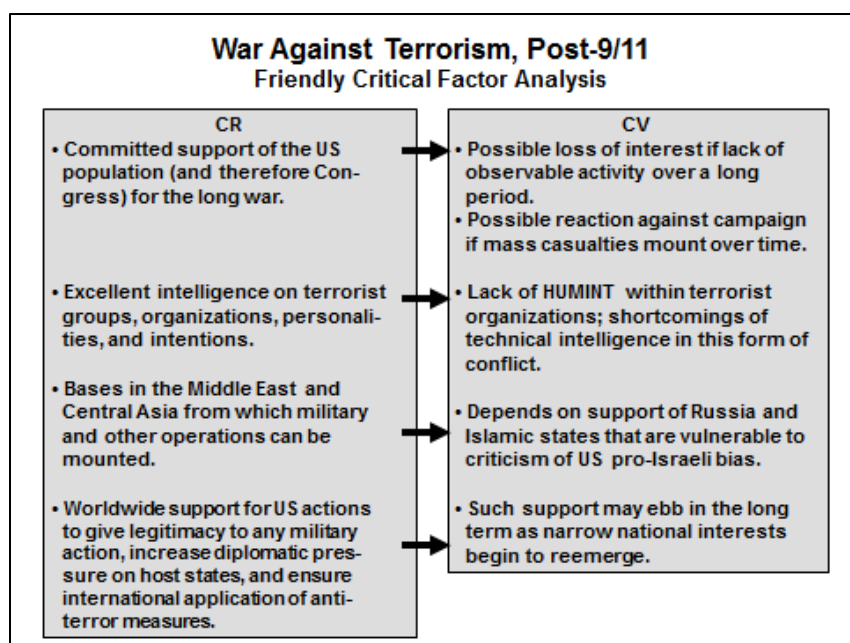 War Against Terrorism, Post-9/11
Friendly Critical Factor Analysis
CR
• Committed support of the US
population (and therefore Con-
gress) for the long war.
• Excellent intelligence on terrorist
groups, organizations, personali-
ties, and intentions.
• Bases in the Middle East and
Central Asia from which military
and other operations can be
mounted.
• Worldwide support for US actions
to give legitimacy to any military
action, increase diplomatic pres-
sure on host states, and ensure
international application of anti-
terror measures.
CV
• Possible loss of interest if lack of
observable activity over a long
period.
• Possible reaction against campaign
if mass casualties mount over time.
• Lack of HUMINT within terrorist
organizations; shortcomings of
technical intelligence in this form of
conflict.
• Depends on support of Russia and
Islamic states that are vulnerable to
criticism of US pro-Israeli bias.
• Such support may ebb in the long
term as narrow national interests
begin to reemerge.